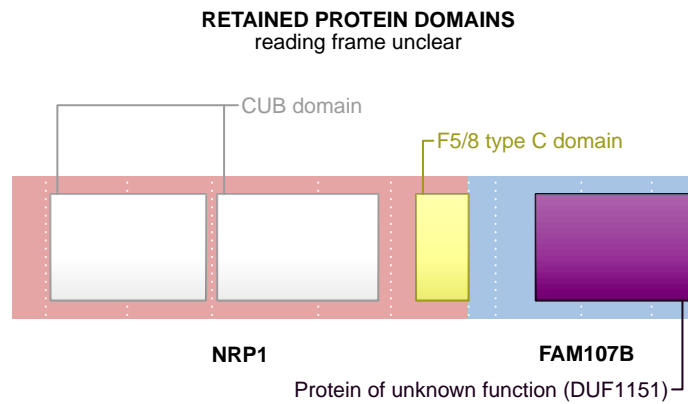 RETAINED PROTEIN DOMAINS
reading frame unclear
CUB domain
F5/8 type C domain
NRP1
FAM107B
Protein of unknown function (DUF1151)